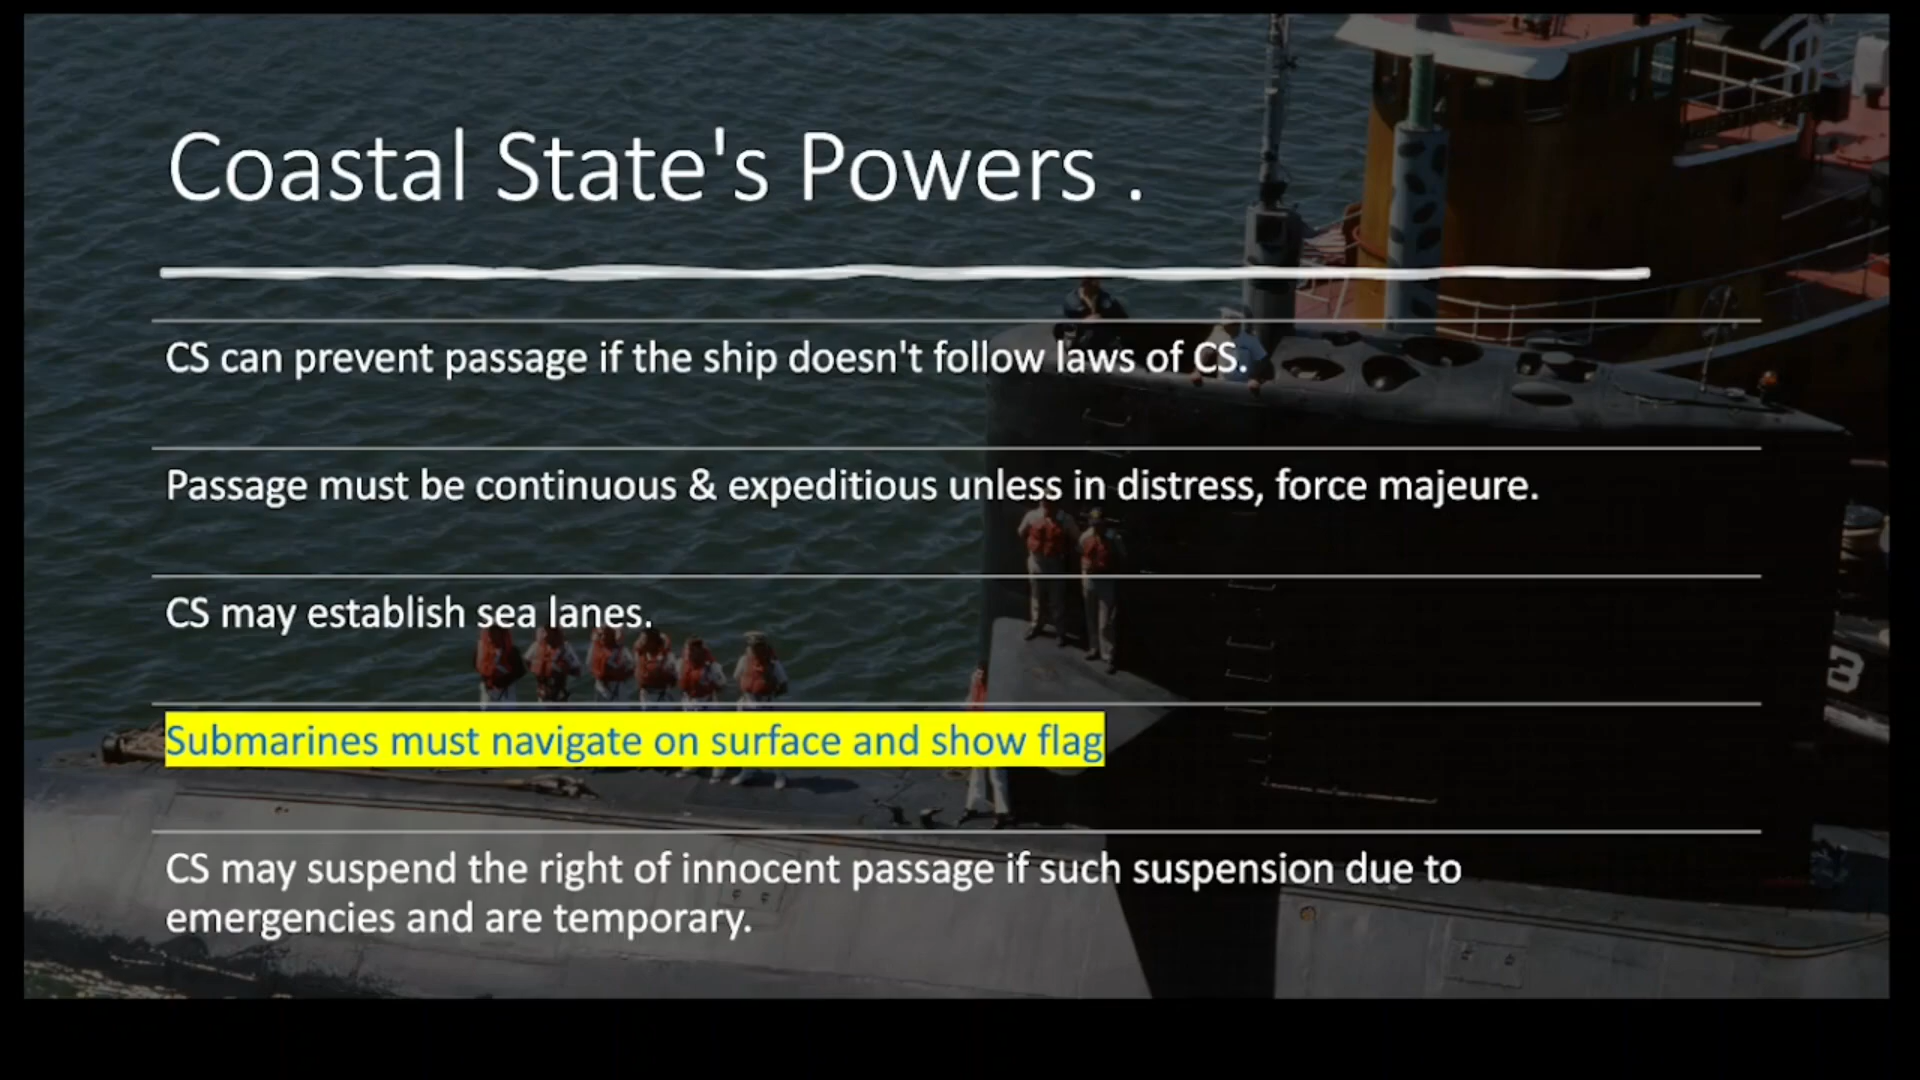 Coastal State's Powers .
CS can prevent passage if the ship doesn't follow laws of CS.
Passage must be continuous & expeditious unless in distress, force majeure.
CS may establish sea lanes.
Submarines must navigate on surface and show flag
CS may suspend the right of innocent passage if such suspension due to
emergencies and are temporary.
3